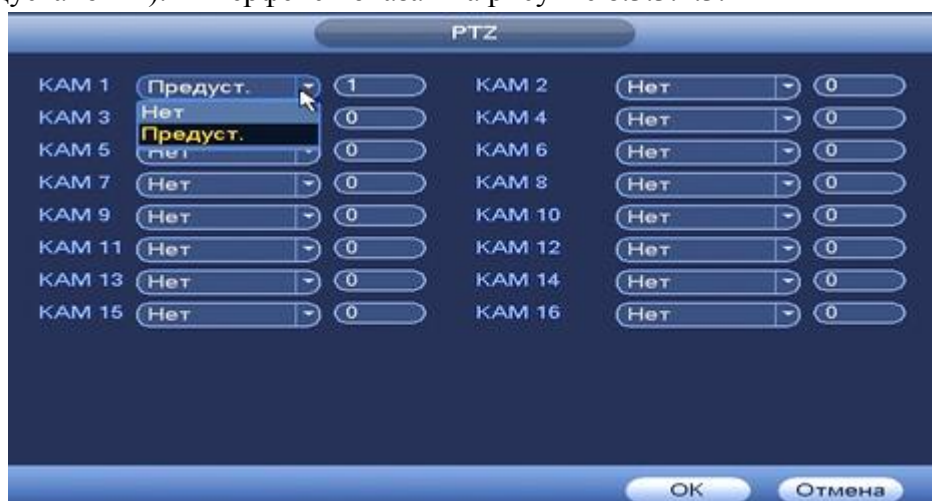 PTZ
КАМ 1 Предуст. 1 КАМ 2 Нет 0
КАМ 3 Нет 0 КАМ 4 Нет 0
Предуст.
КАМ 5 Нет 0 КАМ 6 Нет 0
КАМ 7 Нет 0 КАМ 8 Нет 0
КАМ 9 Нет 0 КАМ 10 Нет 0
КАМ 11 Нет 0 КАМ 12 Нет 0
КАМ 13 Нет 0 КАМ 14 Нет 0
КАМ 15 Нет 0 КАМ 16 Нет 0
ОК Отмена